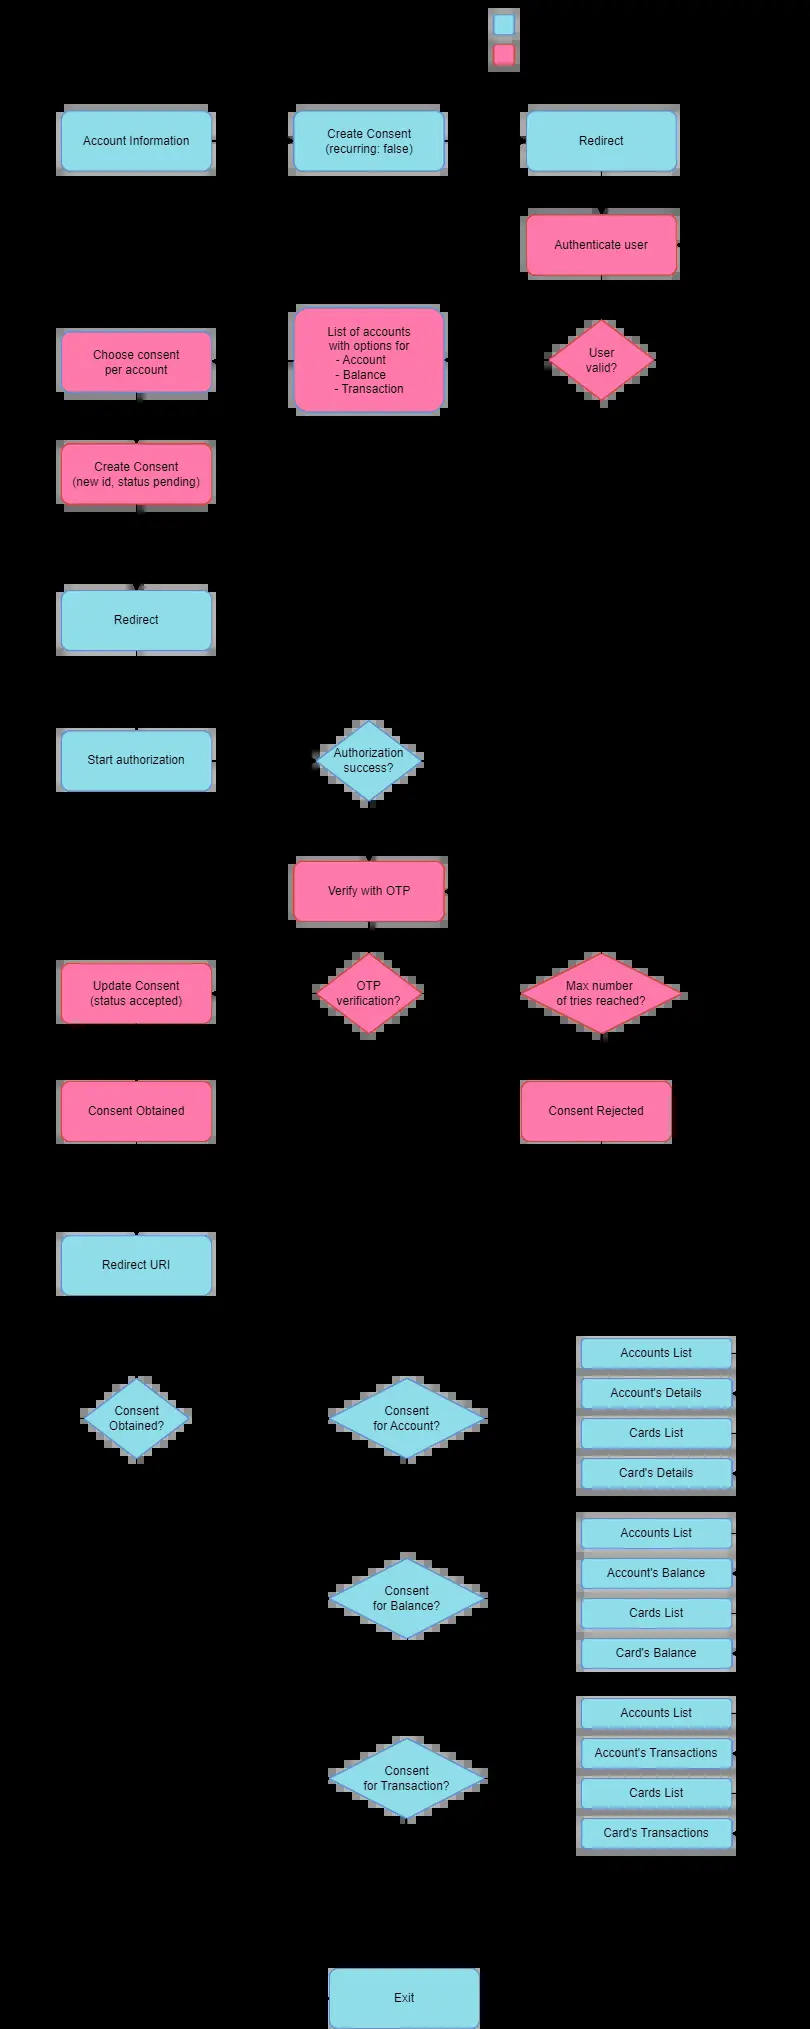 Account Information
Create Consent
(recurring: false)
Redirect
Authenticate user
Choose consent
per account
List of accounts
with options for
- Account
- Balance
- Transaction
User
valid?
Create Consent
(new id, status pending)
Redirect
Start authorization
Authorization
success?
Verify with OTP
Update Consent
(status accepted)
OTP
verification?
Max number
of tries reached?
Consent Obtained
Consent Rejected
Redirect URI
Consent
Obtained?
Consent
for Account?
Accounts List
Account's Details
Cards List
Card's Details
Consent
for Balance?
Accounts List
Account's Balance
Cards List
Card's Balance
Consent
for Transaction?
Accounts List
Account's Transactions
Cards List
Card's Transactions
Exit